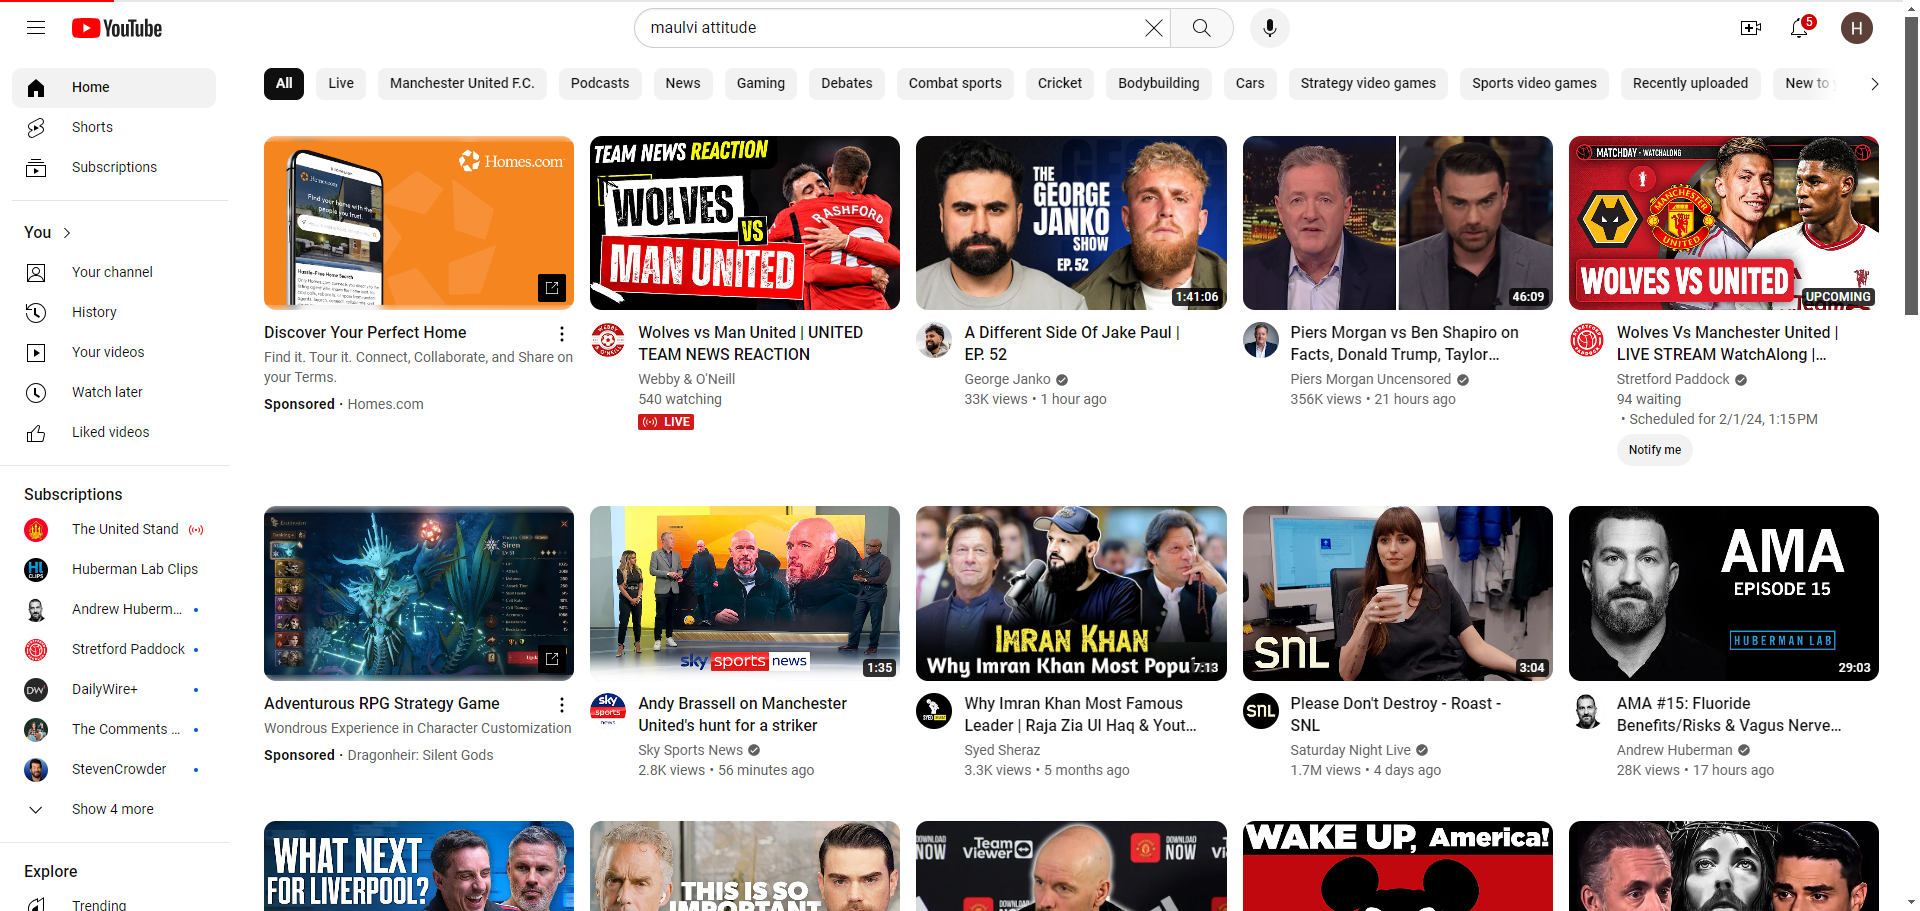 YouTube
maulvi attitude
5
H
Home
Shorts
Subscriptions
You
Your channel
History
Your videos
Watch later
Liked videos
Subscriptions
The United Stand
Huberman Lab Clips
Andrew Huberm...
Stretford Paddock
DailyWire+
The Comments ...
StevenCrowder
Show 4 more
Explore
Trending
All
Live
Manchester United F.C.
Podcasts
News
Gaming
Debates
Combat sports
Cricket
Bodybuilding
Cars
Strategy video games
Sports video games
Recently uploaded
New to
Homes.com
Find your home with the
people you trust.
Discover Your Perfect Home
Find it. Tour it. Connect, Collaborate, and Share on
your Terms.
Sponsored • Homes.com
TEAM NEWS REACTION
WOLVES
VS
MAN UNITED
RASHFORD
Wolves vs Man United | UNITED
TEAM NEWS REACTION
Webby & O'Neill
540 watching
LIVE
THE
GEORGE
JANKO
SHOW
EP. 52
1:41:06
A Different Side Of Jake Paul |
EP. 52
George Janko
33K views • 1 hour ago
46:09
Piers Morgan vs Ben Shapiro on
Facts, Donald Trump, Taylor...
Piers Morgan Uncensored
356K views • 21 hours ago
MATCHDAY - WATCHALONG
MANCHESTER
UNITED
WOLVES VS UNITED
UPCOMING
Wolves Vs Manchester United |
LIVE STREAM WatchAlong |...
Stretford Paddock
94 waiting
• Scheduled for 2/1/24, 1:15 PM
Notify me
Siren
Adventurous RPG Strategy Game
Wondrous Experience in Character Customization
Sponsored • Dragonheir: Silent Gods
sky sports news
1:35
sky
sports
news
Andy Brassell on Manchester
United's hunt for a striker
Sky Sports News
2.8K views • 56 minutes ago
IMRAN KHAN
Why Imran Khan Most Popu
7:13
Why Imran Khan Most Famous
Leader | Raja Zia Ul Haq & Yout...
Syed Sheraz
3.3K views • 5 months ago
SNL
3:04
SNL
Please Don't Destroy - Roast -
SNL
Saturday Night Live
1.7M views • 4 days ago
AMA
EPISODE 15
HUBERMAN LAB
29:03
AMA #15: Fluoride
Benefits/Risks & Vagus Nerve...
Andrew Huberman
28K views • 17 hours ago
WHAT NEXT
FOR LIVERPOOL?
THIS IS SO
IMPORTANT
DOWNLOAD
NOW
TeamViewer
DOWNLOAD
NOW
WAKE UP, America!